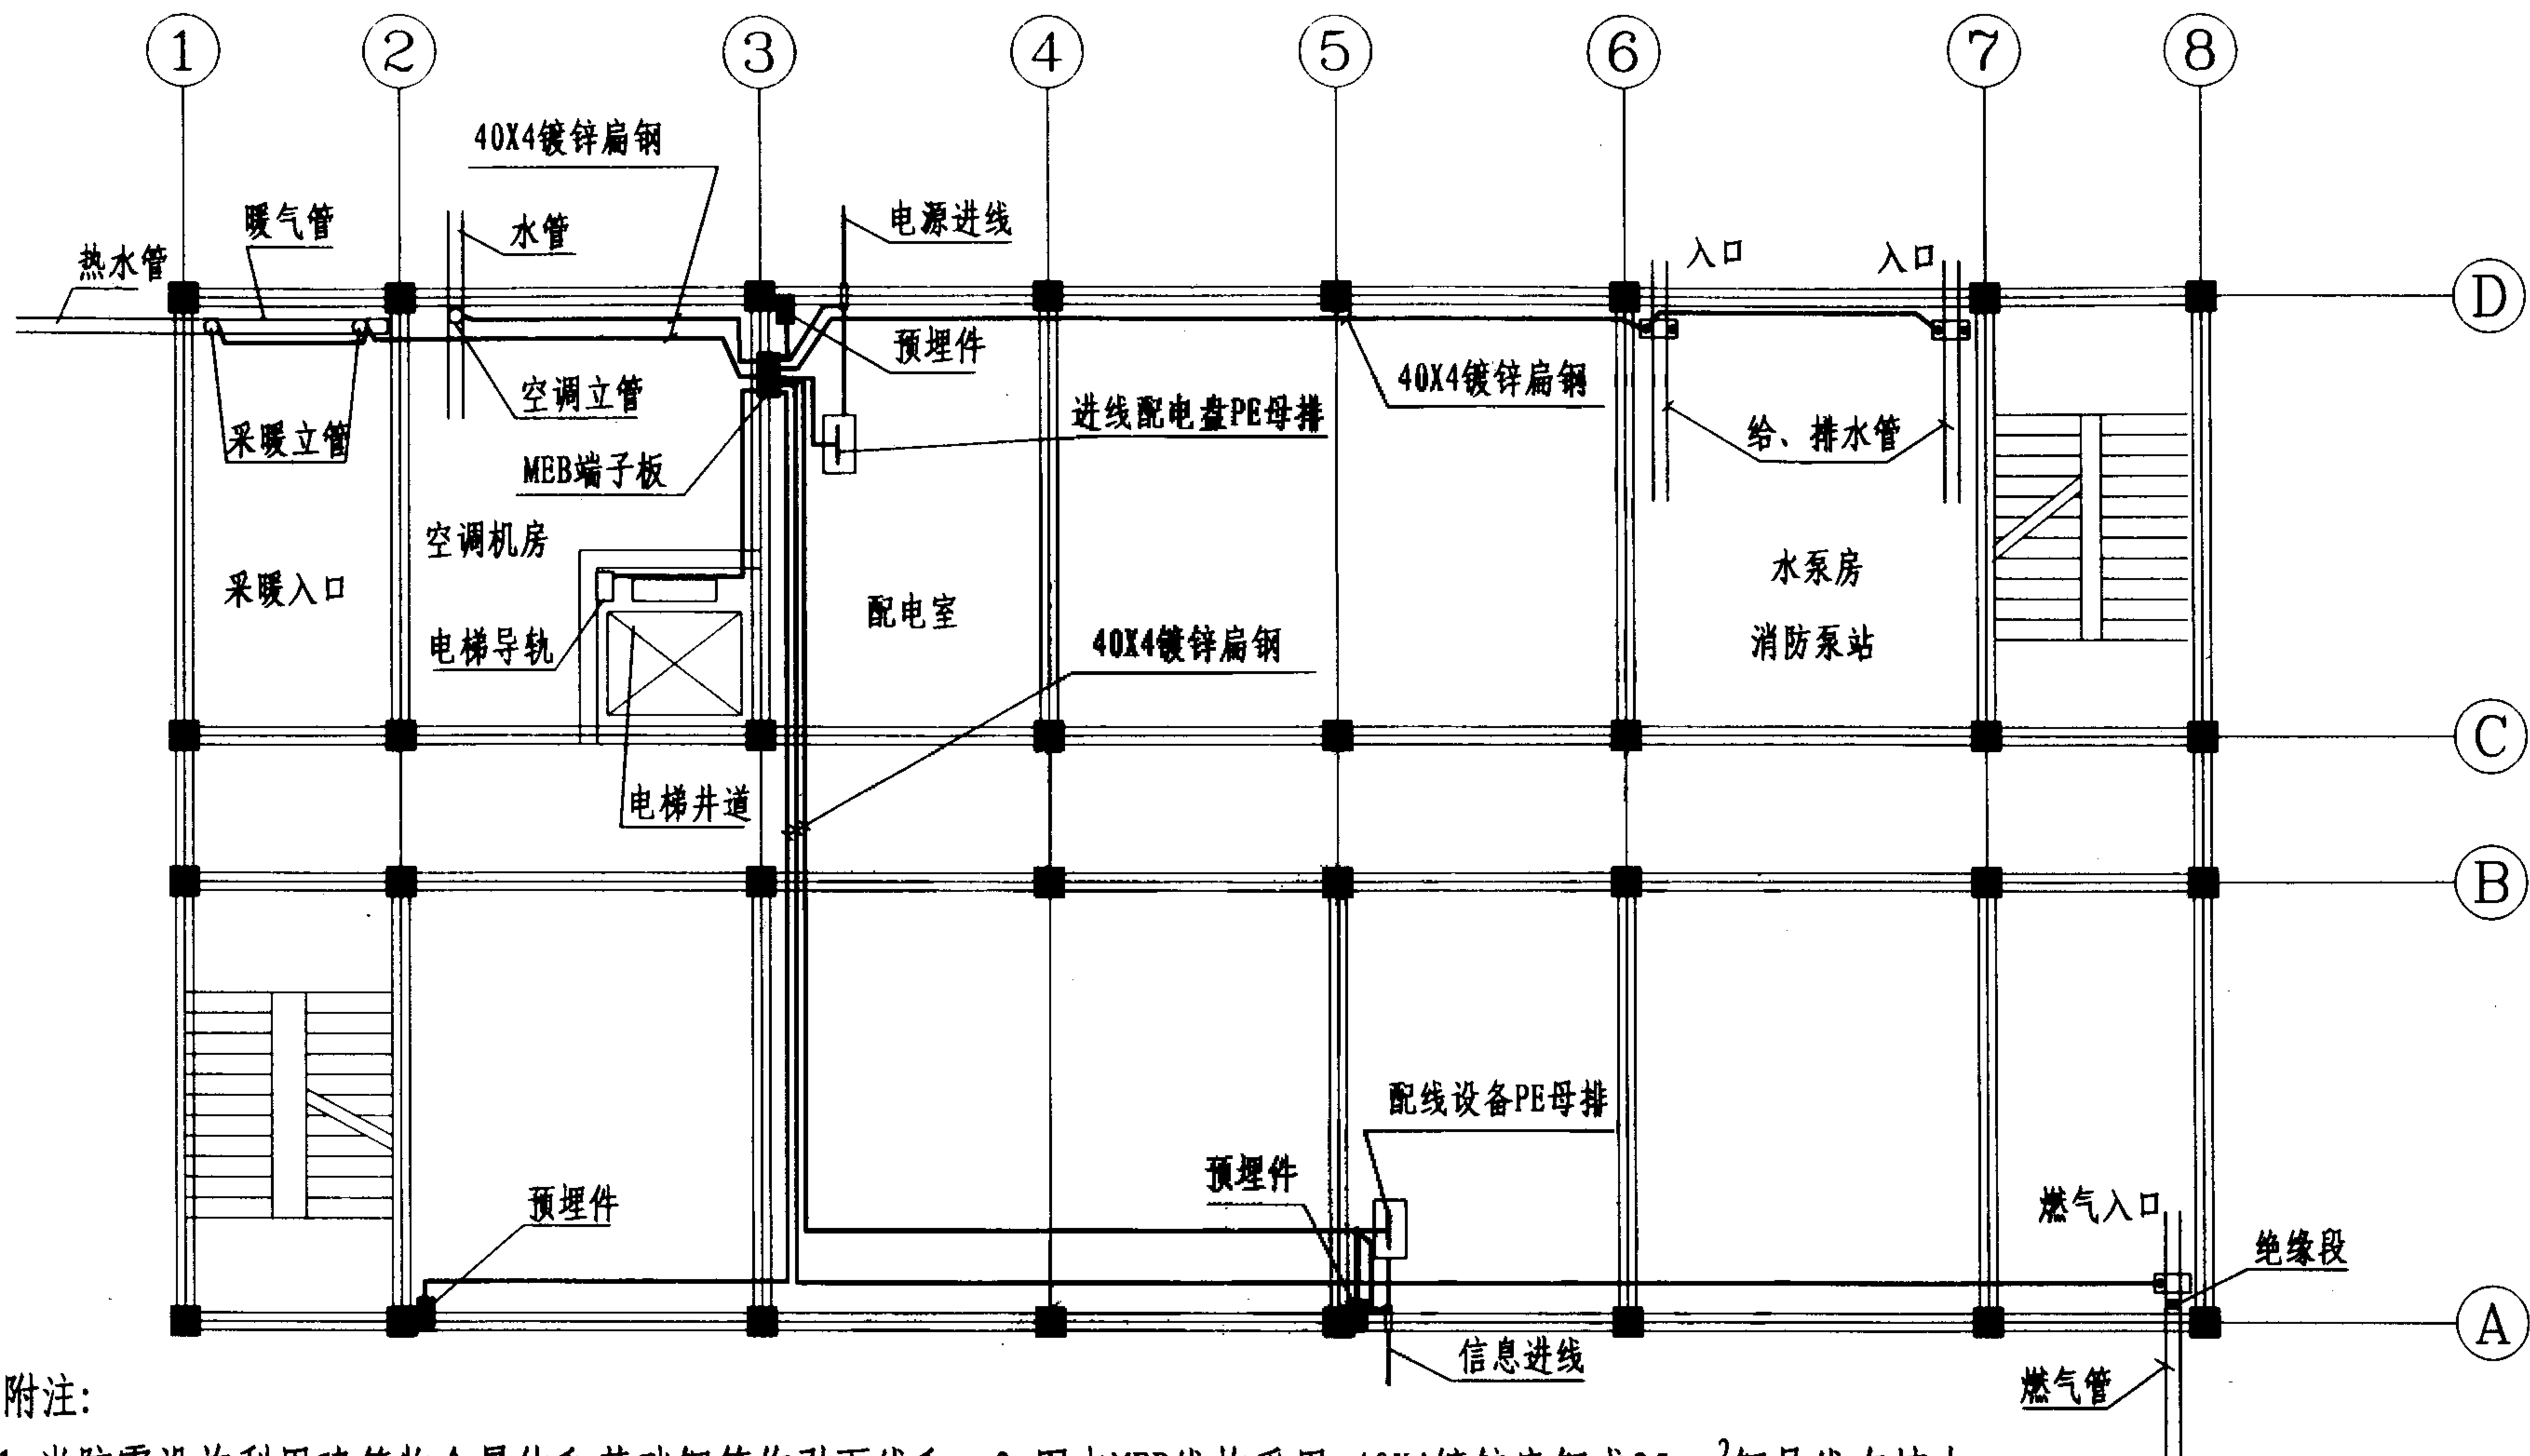 1 2 3 4 5 6 7 8
40X4镀锌扁钢
暖气管
水管
电源进线
热水管
入口
入口
D
预埋件
空调立管
40X4镀锌扁钢
进线配电盘PE母排
采暖立管
给、排水管
MEB端子板
空调机房
采暖入口
水泵房
配电室
电梯导轨
40X4镀锌扁钢
消防泵站
C
电梯井道
B
配线设备PE母排
预埋件
预埋件
燃气入口
绝缘段
A
信息进线
燃气管
附注: